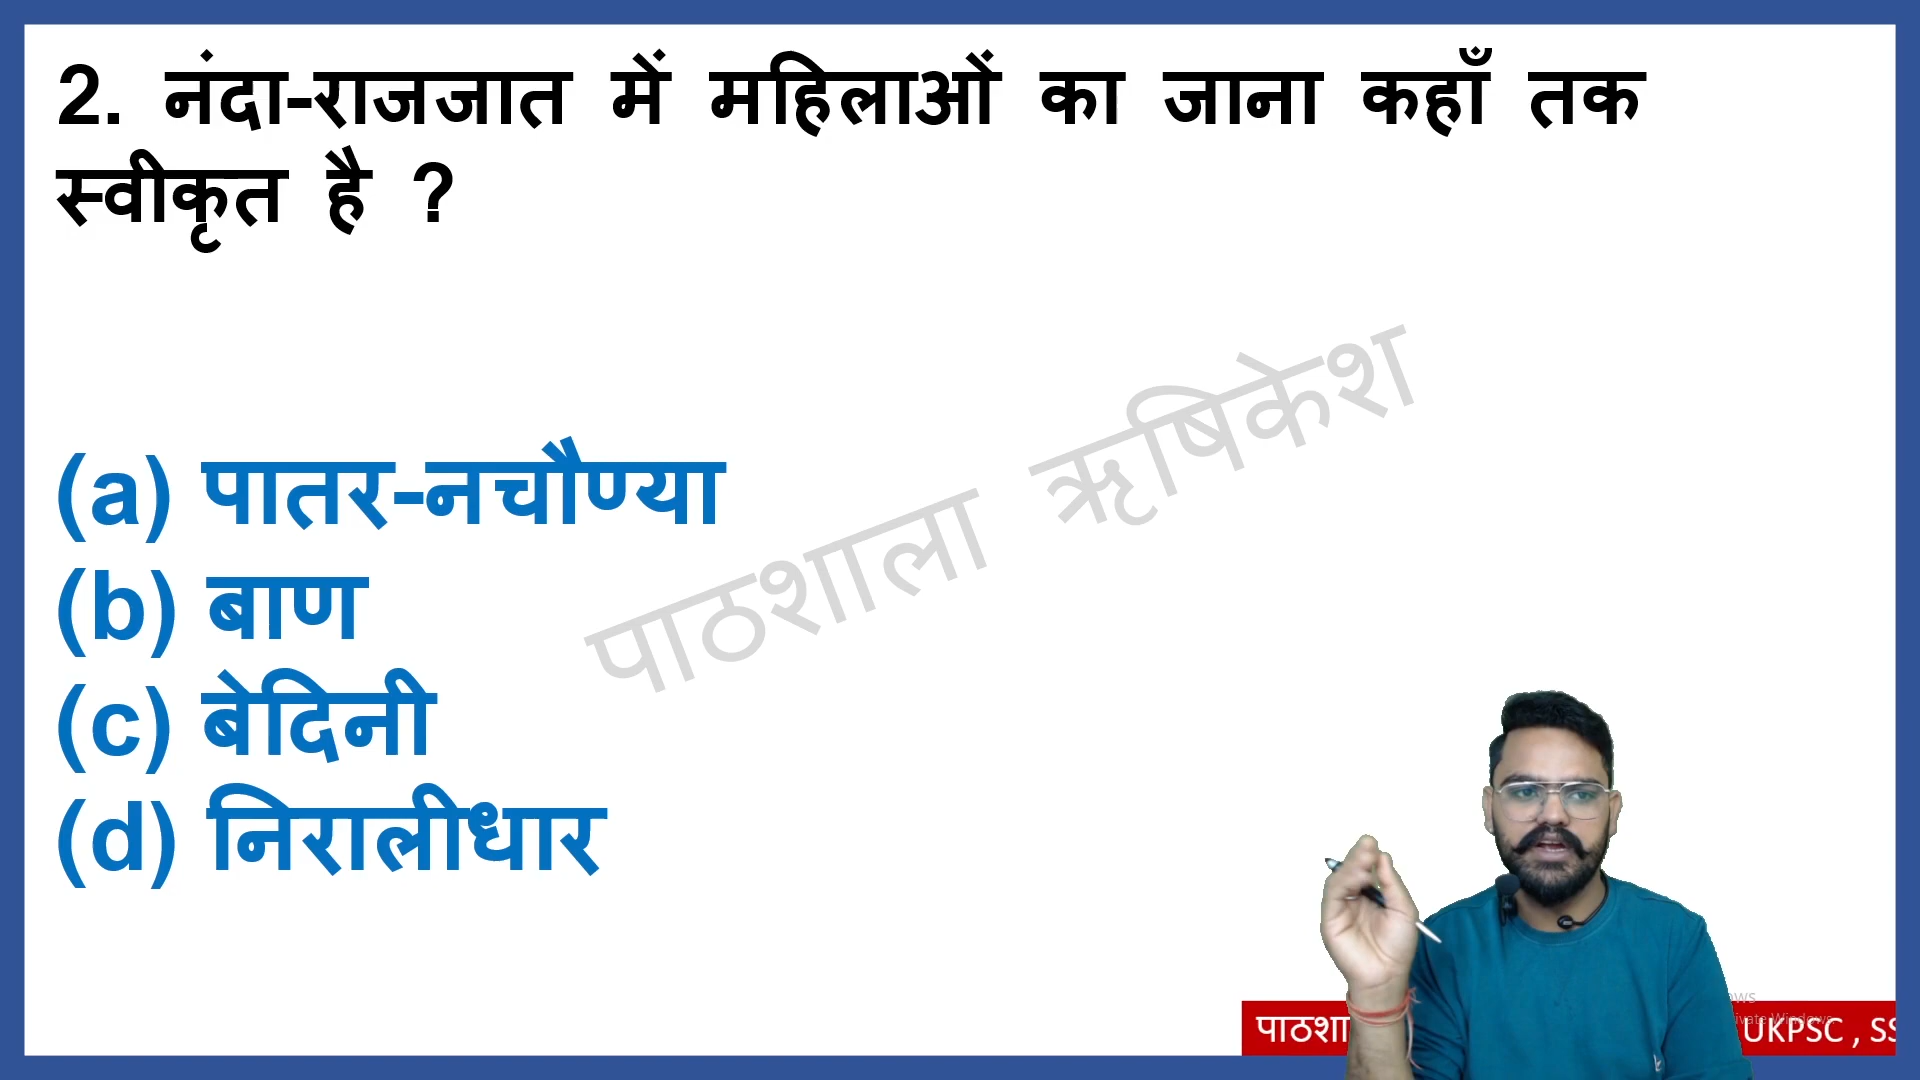 2. नंदा-राजजात में महिलाओं का जाना कहाँ तक
स्वीकृत है ?
पाठशाला ऋषिकेश
(a) पातर-नचौण्या
(b) बाण
(c) बेदिनी
(d) निरालीधार
पाठशा UKPSC , SS